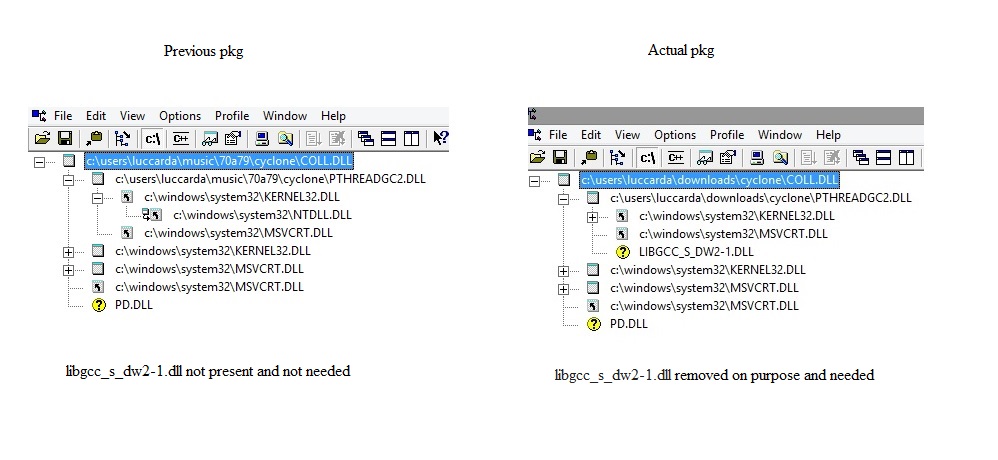 Previous pkg
File Edit View Options Profile Window Help
c:\ C++
c:\users\luccarda\music\70a79\cyclone\COLL.DLL
c:\users\luccarda\music\70a79\cyclone\PTHREADGC2.DLL
c:\windows\system32\KERNEL32.DLL
c:\windows\system32\NTDLL.DLL
c:\windows\system32\MSVCRT.DLL
c:\windows\system32\KERNEL32.DLL
c:\windows\system32\MSVCRT.DLL
c:\windows\system32\MSVCRT.DLL
? PD.DLL
libgcc_s_dw2-1.dll not present and not needed
Actual pkg
File Edit View Options Profile Window Help
c:\ C++
c:\users\luccarda\downloads\cyclone\COLL.DLL
c:\users\luccarda\downloads\cyclone\PTHREADGC2.DLL
c:\windows\system32\KERNEL32.DLL
c:\windows\system32\MSVCRT.DLL
? LIBGCC_S_DW2-1.DLL
c:\windows\system32\KERNEL32.DLL
c:\windows\system32\MSVCRT.DLL
c:\windows\system32\MSVCRT.DLL
? PD.DLL
libgcc_s_dw2-1.dll removed on purpose and needed